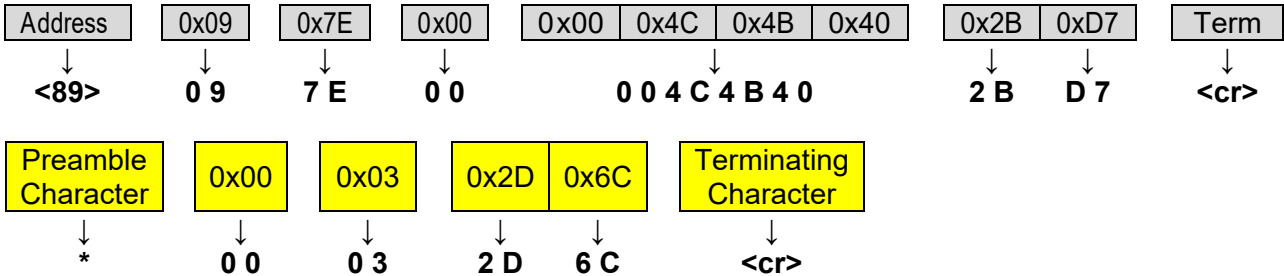 Address 0x09 0x7E 0x00 0x00 0x4C 0x4B 0x40 0x2B 0xD7 Term
↓ ↓ ↓ ↓ ↓ ↓ ↓ ↓
<89> 0 9 7 E 0 0 0 0 4 C 4 B 4 0 2 B D 7 <cr>
Preamble Character 0x00 0x03 0x2D 0x6C Terminating Character
↓ ↓ ↓ ↓ ↓ ↓
* 0 0 0 3 2 D 6 C <cr>